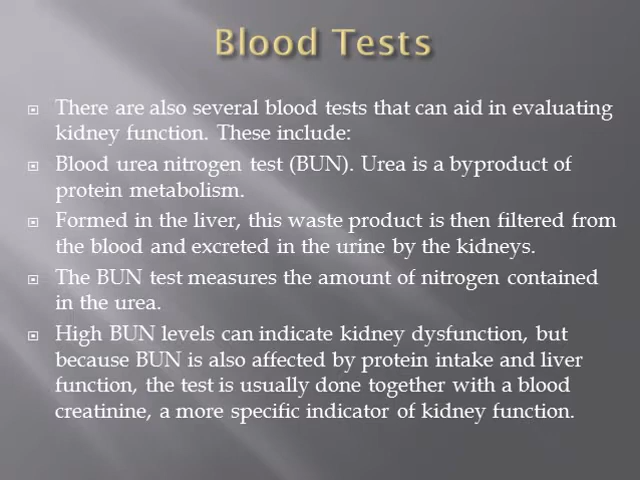 Blood Tests
There are also several blood tests that can aid in evaluating
kidney function. These include:
Blood urea nitrogen test (BUN). Urea is a byproduct of
protein metabolism.
Formed in the liver, this waste product is then filtered from
the blood and excreted in the urine by the kidneys.
The BUN test measures the amount of nitrogen contained
in the urea.
High BUN levels can indicate kidney dysfunction, but
because BUN is also affected by protein intake and liver
function, the test is usually done together with a blood
creatinine, a more specific indicator of kidney function.